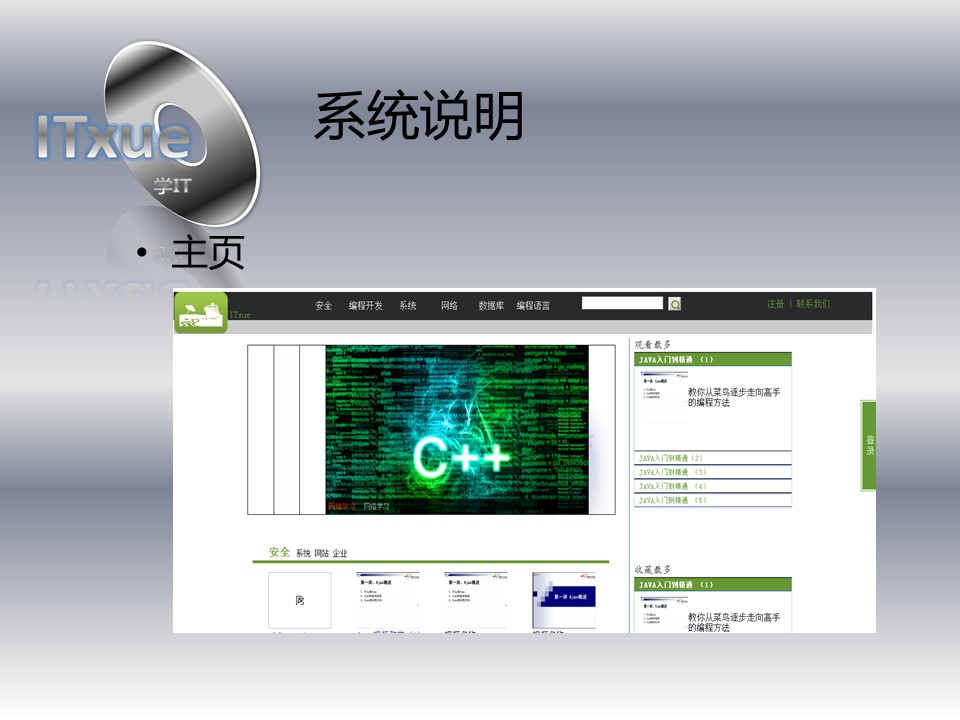 系统说明
ITxue
学IT
• 主页
安全 编程开发 系统 网络 数据库 编程语言
注册 | 联系我们
ITxue
观看最多
JAVA入门到精通 (1)
教你从菜鸟逐步走向高手
的编程方法
C++
网络学习 网络学习
登录
JAVA入门到精通 (2)
JAVA入门到精通 (3)
JAVA入门到精通 (4)
JAVA入门到精通 (5)
安全 系统 网站 企业
第一讲 Ajax概述
第一讲 Ajax概述
第一讲 Ajax概述
收藏最多
JAVA入门到精通 (1)
教你从菜鸟逐步走向高手
的编程方法